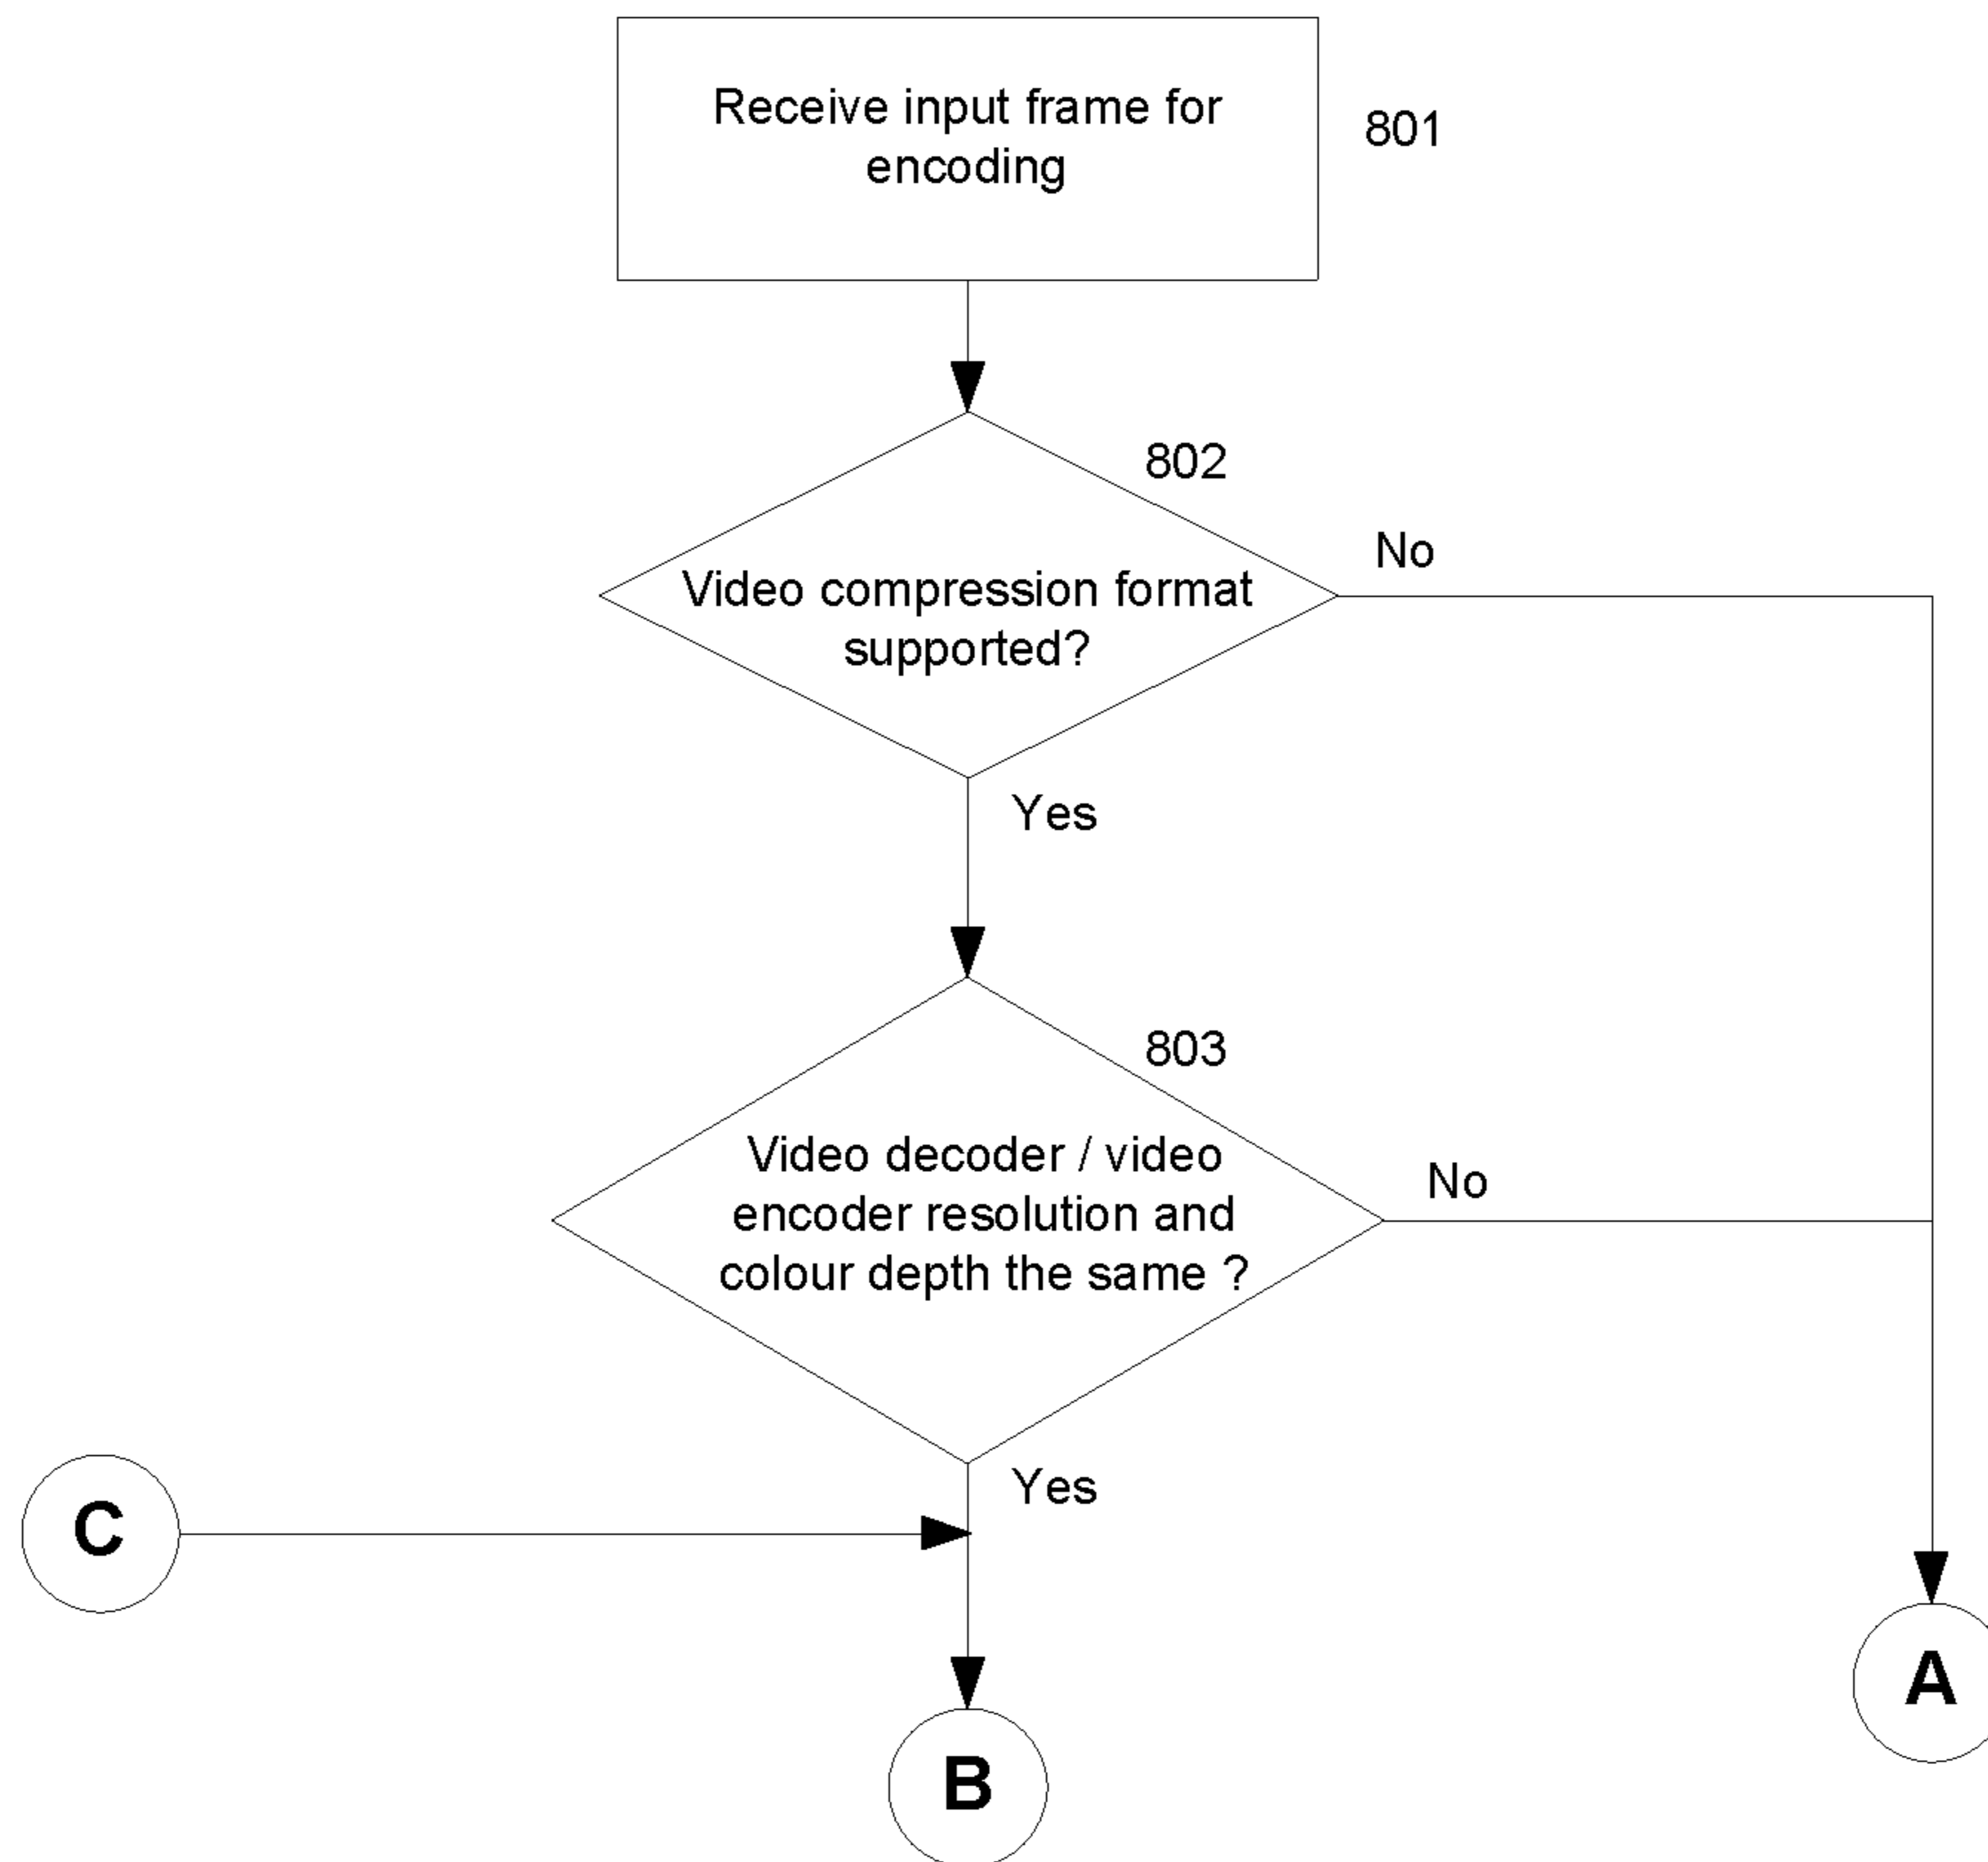 Receive input frame for
encoding
801
802
No
Video compression format
supported?
Yes
803
Video decoder / video
encoder resolution and
colour depth the same ?
No
Yes
C
A
B